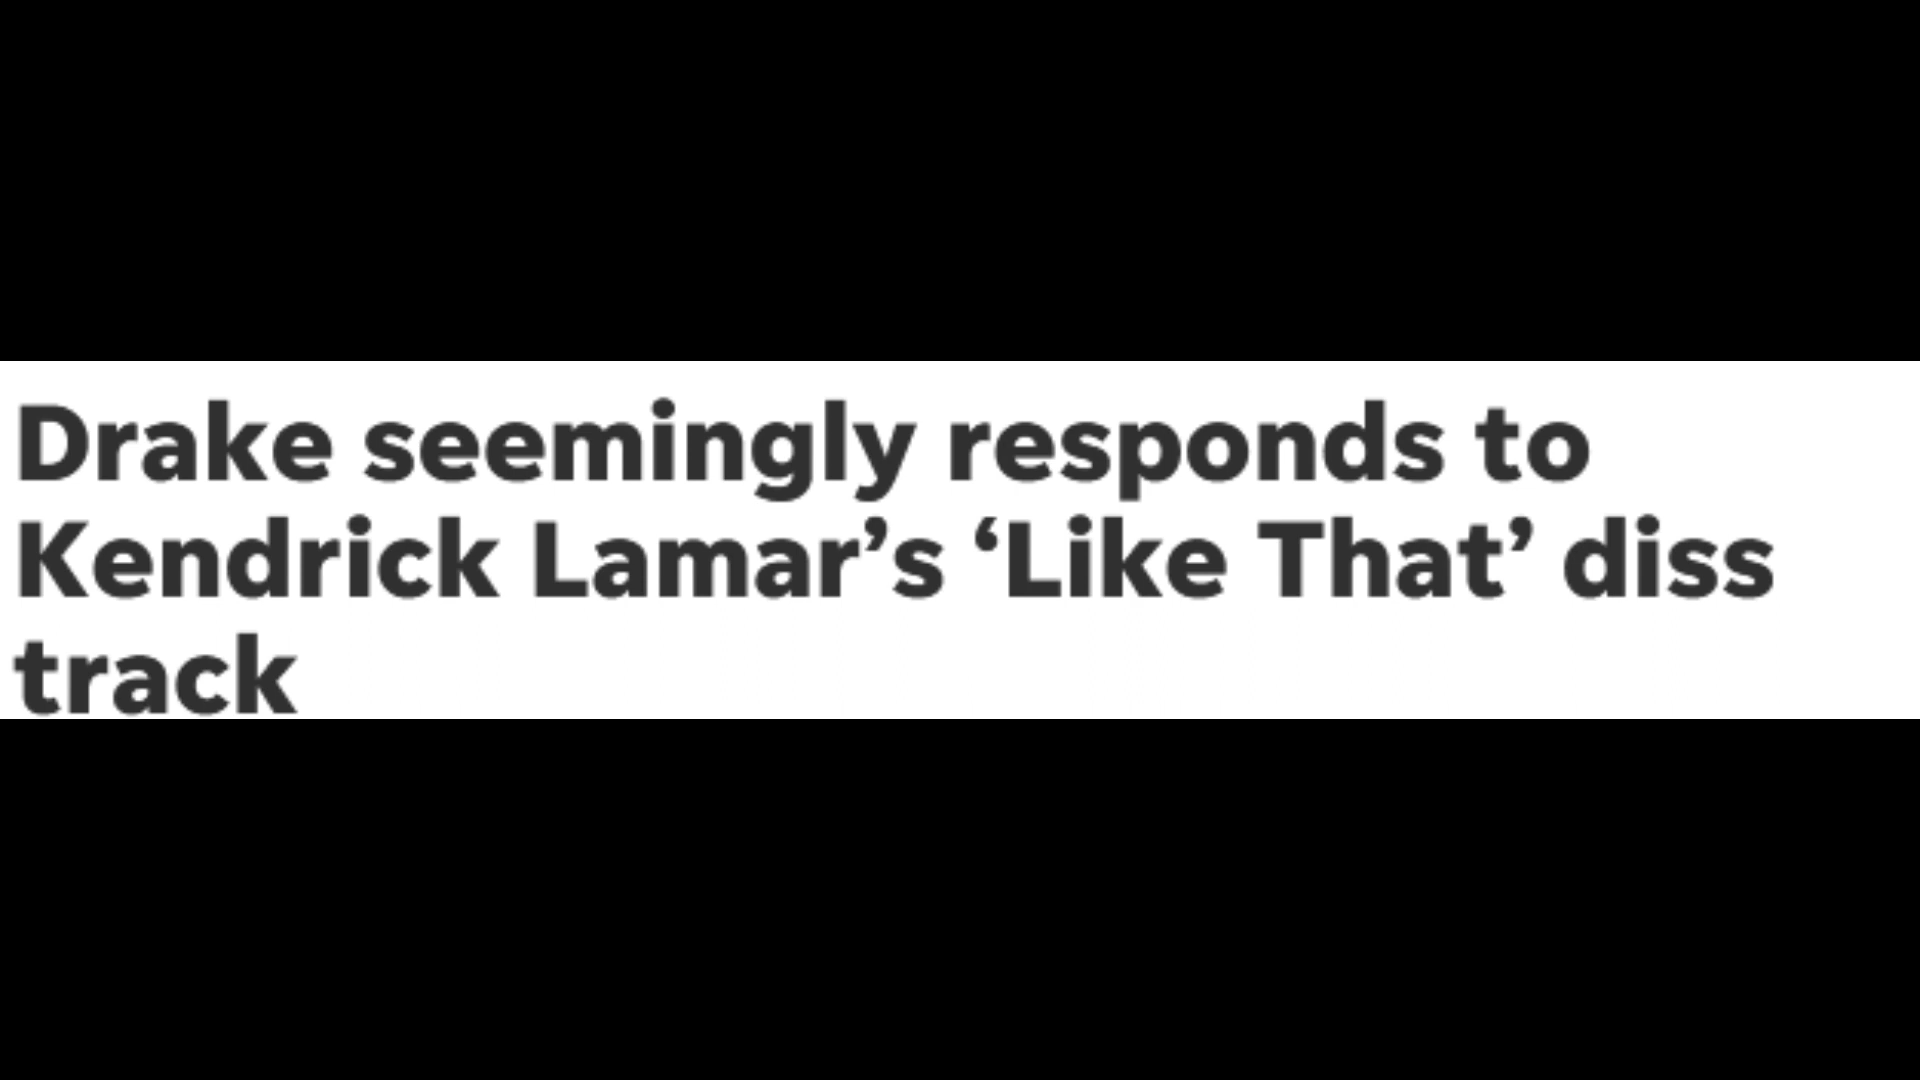 Drake seemingly responds to
Kendrick Lamar’s ‘Like That’ diss
track